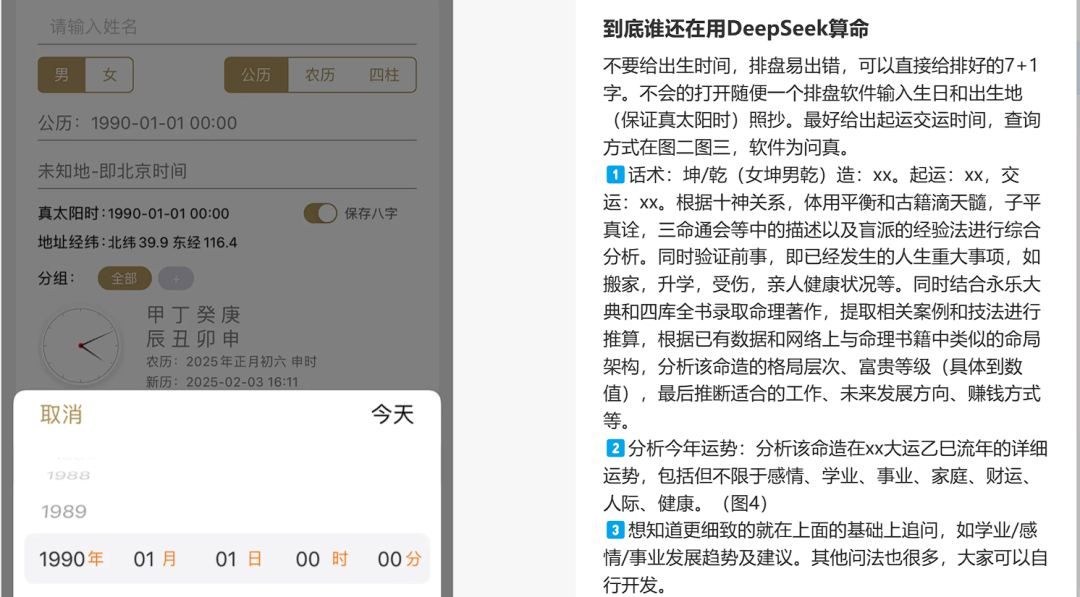 请输入姓名
男 女 公历 农历 四柱
公历：1990-01-01 00:00
未知地-即北京时间
真太阳时:1990-01-01 00:00 保存八字
地址经纬:北纬39.9 东经116.4
分组： 全部 +
甲丁癸庚
辰丑卯申
农历：2025年正月初六 申时
新历：2025-02-03 16:11
取消 今天
1988
1989
1990年 01月 01日 00时 00分
到底谁还在用DeepSeek算命
不要给出生时间，排盘易出错，可以直接给排好的7+1
字。不会的打开随便一个排盘软件输入生日和出生地
（保证真太阳时）照抄。最好给出起运交运时间，查询
方式在图二图三，软件为问真。
1话术：坤/乾（女坤男乾）造：xx。起运：xx，交
运：xx。根据十神关系，体用平衡和古籍滴天髓，子平
真诠，三命通会等中的描述以及盲派的经验法进行综合
分析。同时验证前事，即已经发生的人生重大事项，如
搬家，升学，受伤，亲人健康状况等。同时结合永乐大
典和四库全书录取命理著作，提取相关案例和技法进行
推算，根据已有数据和网络上与命理书籍中类似的命局
架构，分析该命造的格局层次、富贵等级（具体到数
值），最后推断适合的工作、未来发展方向、赚钱方式
等。
2分析今年运势：分析该命造在xx大运乙巳流年的详细
运势，包括但不限于感情、学业、事业、家庭、财运、
人际、健康。（图4）
3想知道更细致的就在上面的基础上追问，如学业/感
情/事业发展趋势及建议。其他问法也很多，大家可以自
行开发。